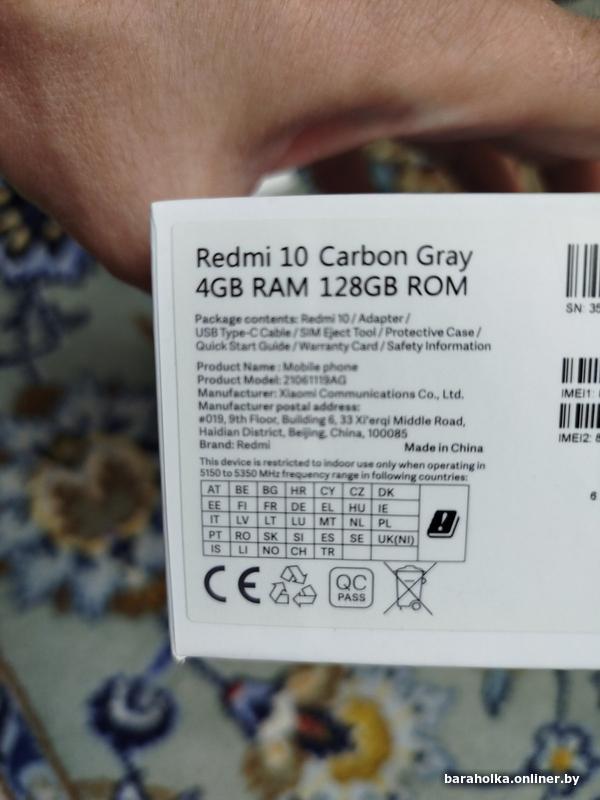 Redmi 10 Carbon Gray
4GB RAM 128GB ROM
Package contents: Redmi 10 / Adapter /
USB Type-C Cable / SIM Eject Tool / Protective Case /
Quick Start Guide / Warranty Card / Safety Information
Product Name: Mobile phone
Product Model: 21061119AG
Manufacturer: Xiaomi Communications Co., Ltd.
Manufacturer postal address:
#019, 9th Floor, Building 6, 33 Xi'erqi Middle Road,
Haidian District, Beijing, China, 100085
Brand: Redmi
Made in China
This device is restricted to indoor use only when operating in
5150 to 5350 MHz frequency range in following countries:
AT BE BG HR CY CZ DK
EE FI FR DE EL HU IE
IT LV LT LU MT NL PL
PT RO SK SI ES SE UK(NI)
IS LI NO CH TR
CE
QC
PASS
SN: 35
IMEI1:
IMEI2: 8
6
baraholka.onliner.by